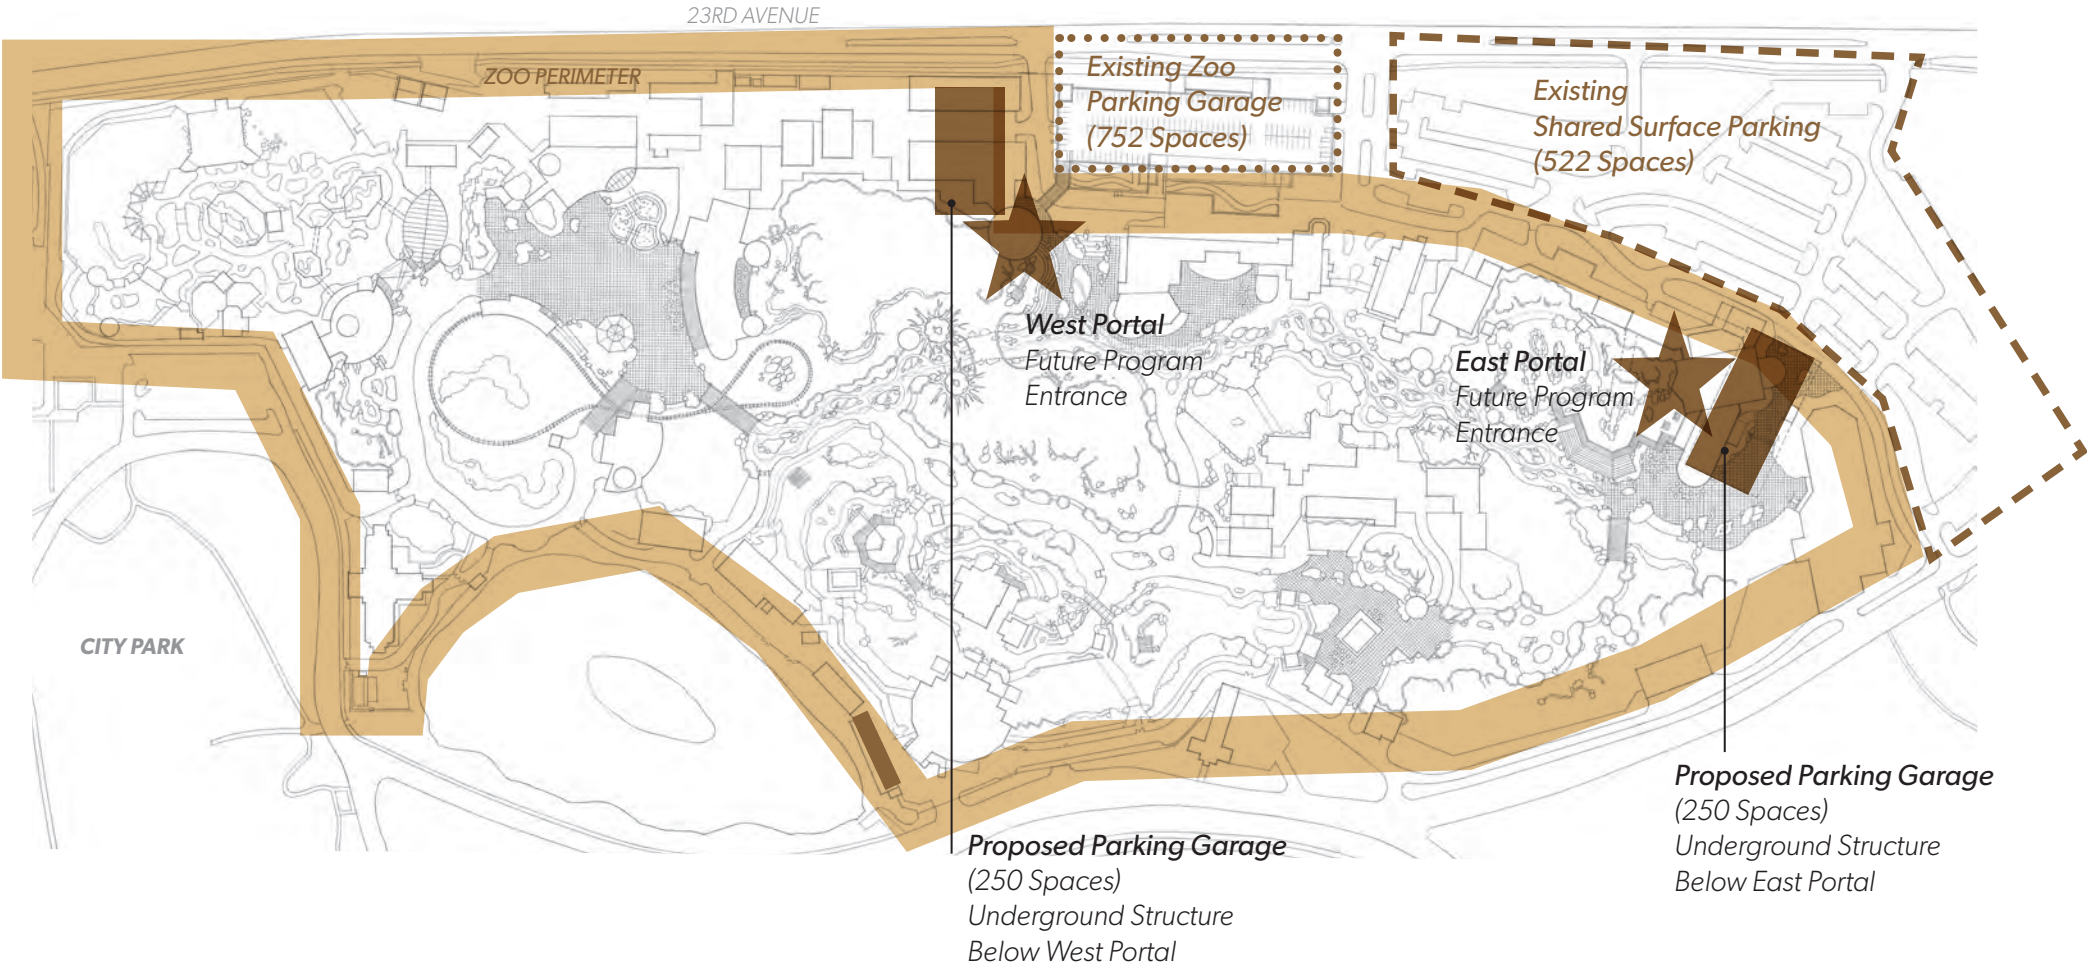 23RD AVENUE
ZOO PERIMETER
Existing Zoo
Parking Garage
(752 Spaces)
Existing
Shared Surface Parking
(522 Spaces)
West Portal
Future Program
Entrance
East Portal
Future Program
Entrance
CITY PARK
Proposed Parking Garage
(250 Spaces)
Underground Structure
Below East Portal
Proposed Parking Garage
(250 Spaces)
Underground Structure
Below West Portal